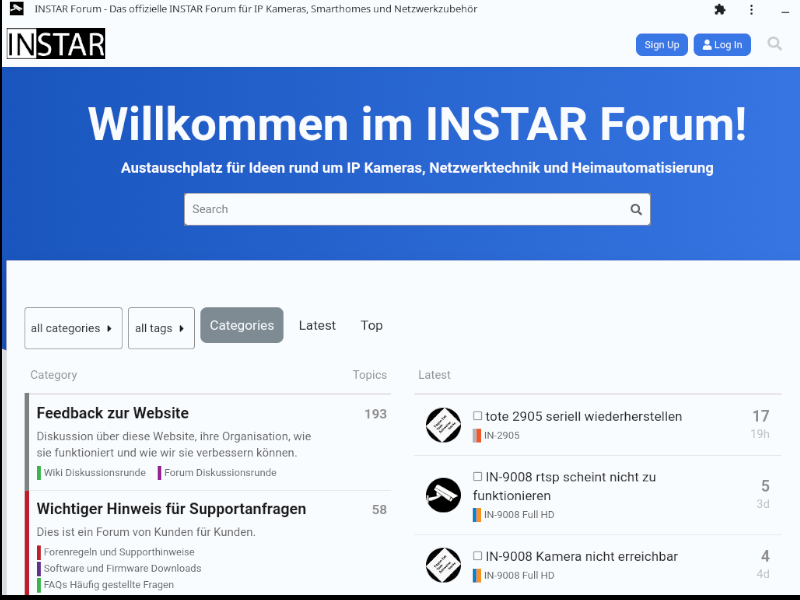 INSTAR Forum - Das offizielle INSTAR Forum für IP Kameras, Smarthomes und Netzwerkzubehör
INSTAR
Sign Up
Log In
Willkommen im INSTAR Forum!
Austauschplatz für Ideen rund um IP Kameras, Netzwerktechnik und Heimautomatisierung
Search
all categories
all tags
Categories
Latest
Top
Category
Topics
Feedback zur Website
193
Diskussion über diese Website, ihre Organisation, wie
sie funktioniert und wie wir sie verbessern können.
Wiki Diskussionsrunde
Forum Diskussionsrunde
Wichtiger Hinweis für Supportanfragen
58
Dies ist ein Forum von Kunden für Kunden.
Forenregeln und Supporthinweise
Software und Firmware Downloads
FAQs Häufig gestellte Fragen
Latest
tote 2905 seriell wiederherstellen
17
IN-2905
19h
IN-9008 rtsp scheint nicht zu
funktionieren
5
3d
IN-9008 Full HD
IN-9008 Kamera nicht erreichbar
4
IN-9008 Full HD
4d